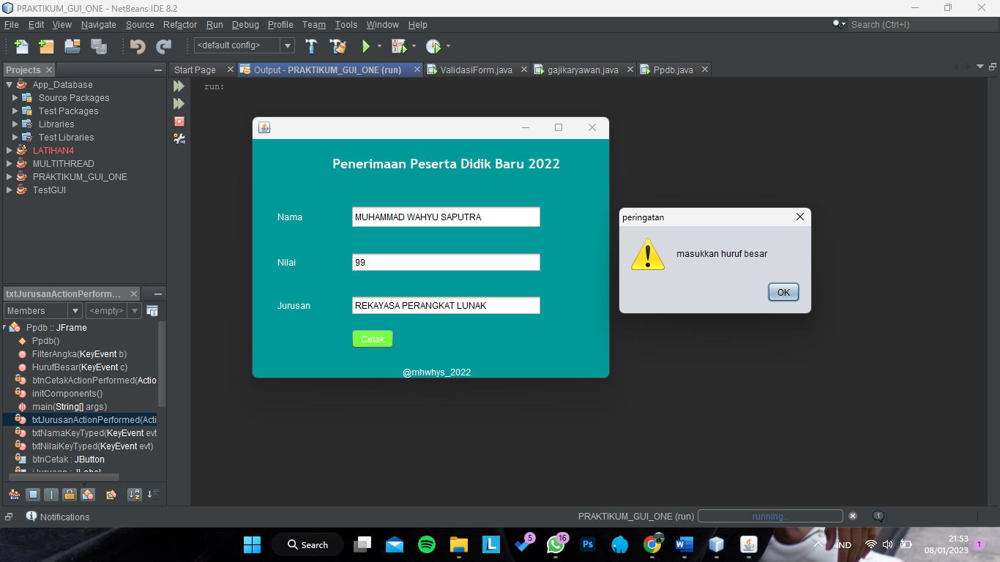 PRAKTIKUM_GUI_ONE - NetBeans IDE 8.2
File Edit View Navigate Source Refactor Run Debug Profile Team Tools Window Help
Search (Ctrl+I)
<default config>
Projects
Start Page
Output - PRAKTIKUM_GUI_ONE (run)
ValidasiForm.java
gajikaryawan.java
Ppdb.java
App_Database
Source Packages
Test Packages
Libraries
Test Libraries
LATIHAN4
MULTITHREAD
PRAKTIKUM_GUI_ONE
TestGUI
run:
Penerimaan Peserta Didik Baru 2022
Nama MUHAMMAD WAHYU SAPUTRA
Nilai 99
Jurusan REKAYASA PERANGKAT LUNAK
Cetak
@mhwhys_2022
peringatan
masukkan huruf besar
OK
txtJurusanActionPerform...
Members <empty>
Ppdb :: JFrame
Ppdb()
FilterAngka(KeyEvent b)
HurufBesar(KeyEvent c)
btnCetakActionPerformed(Actio
initComponents()
main(String[] args)
txtJurusanActionPerformed(Acti
txtNamaKeyTyped(KeyEvent evt
txtNilaiKeyTyped(KeyEvent evt)
btnCetak : JButton
Notifications
PRAKTIKUM_GUI_ONE (run)
running...
1
Search
5
16
Ps
L
W
IND
21:53
08/01/2023
1